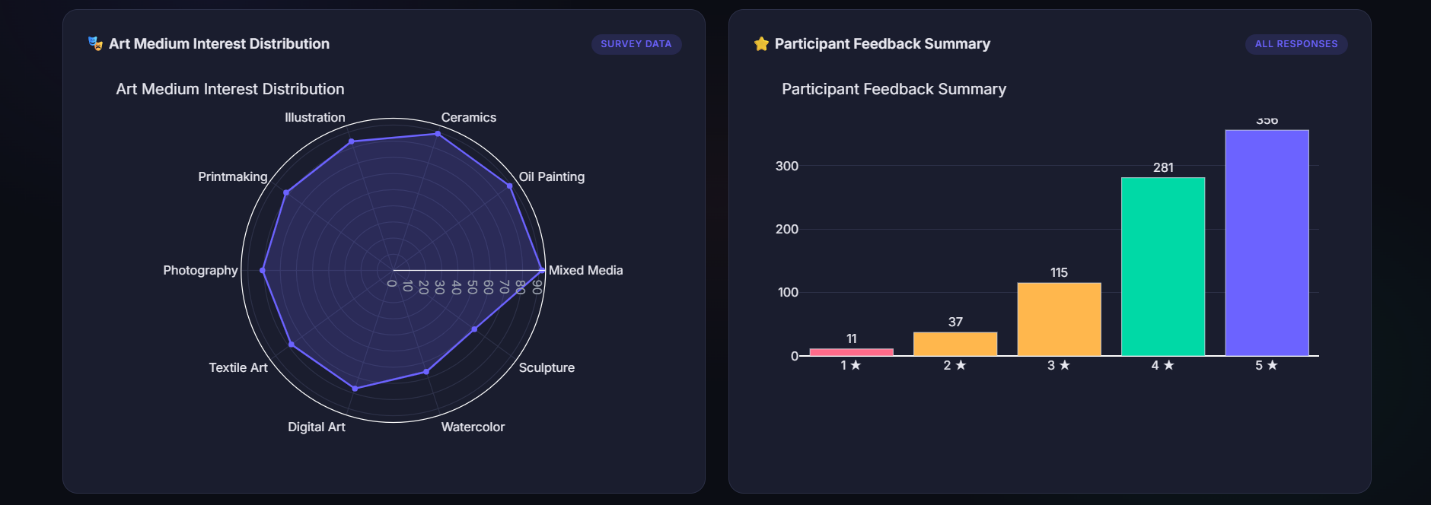 🎭 Art Medium Interest Distribution
SURVEY DATA
Art Medium Interest Distribution
Illustration
Ceramics
Printmaking
Oil Painting
Photography
Mixed Media
0 10 20 30 40 50 60 70 80 90
Textile Art
Sculpture
Digital Art
Watercolor
⭐ Participant Feedback Summary
ALL RESPONSES
Participant Feedback Summary
356
300
281
200
115
100
37
11
0
1 ★ 2 ★ 3 ★ 4 ★ 5 ★